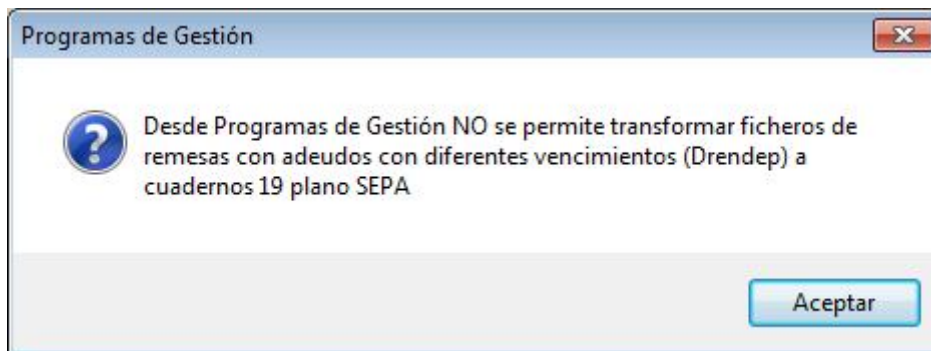 Programas de Gestión
Desde Programas de Gestión NO se permite transformar ficheros de
remesas con adeudos con diferentes vencimientos (Drendep) a
cuadernos 19 plano SEPA
Aceptar